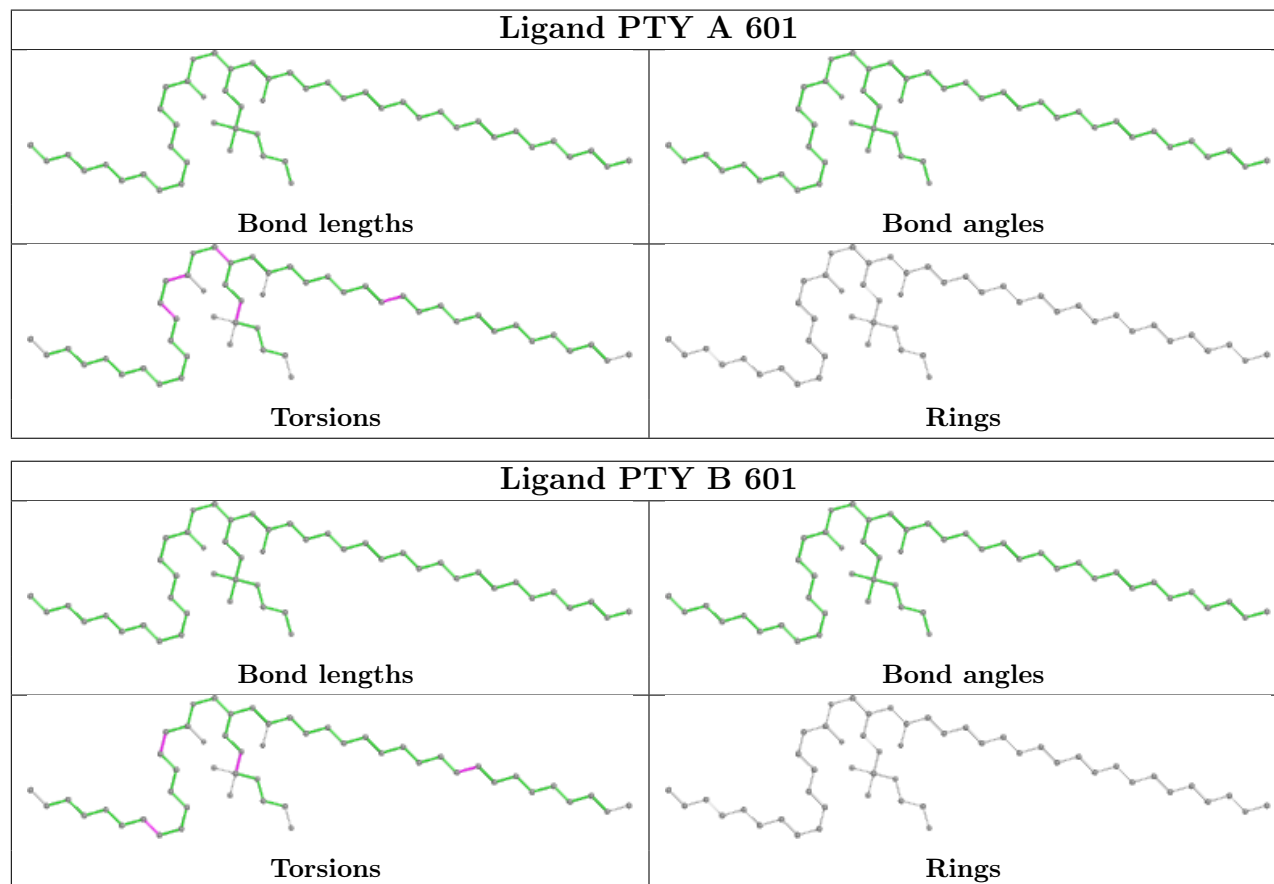 Ligand PTY A 601
Bond lengths
Bond angles
Torsions
Rings
Ligand PTY B 601
Bond lengths
Bond angles
Torsions
Rings